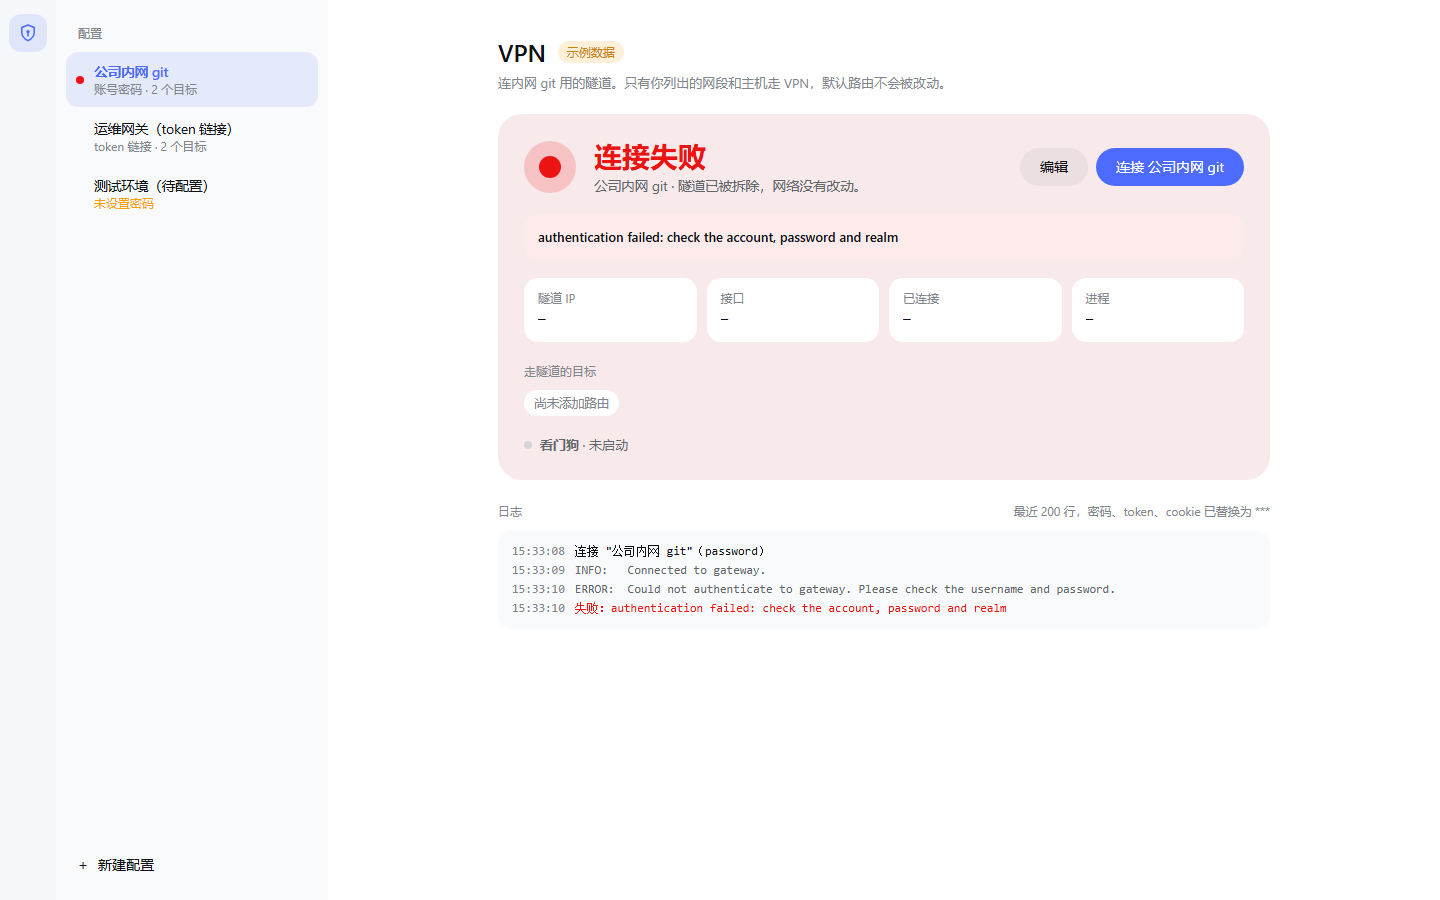 配置
公司内网 git
账号密码 · 2 个目标
运维网关（token 链接）
token 链接 · 2 个目标
测试环境（待配置）
未设置密码
+ 新建配置
VPN 示例数据
连内网 git 用的隧道。只有你列出的网段和主机走 VPN，默认路由不会被改动。
连接失败
公司内网 git · 隧道已被拆除，网络没有改动。
编辑
连接 公司内网 git
authentication failed: check the account, password and realm
隧道 IP
–
接口
–
已连接
–
进程
–
走隧道的目标
尚未添加路由
看门狗 · 未启动
日志
最近 200 行，密码、token、cookie 已替换为 ***
15:33:08 连接 "公司内网 git"（password）
15:33:09 INFO: Connected to gateway.
15:33:10 ERROR: Could not authenticate to gateway. Please check the username and password.
15:33:10 失败: authentication failed: check the account, password and realm